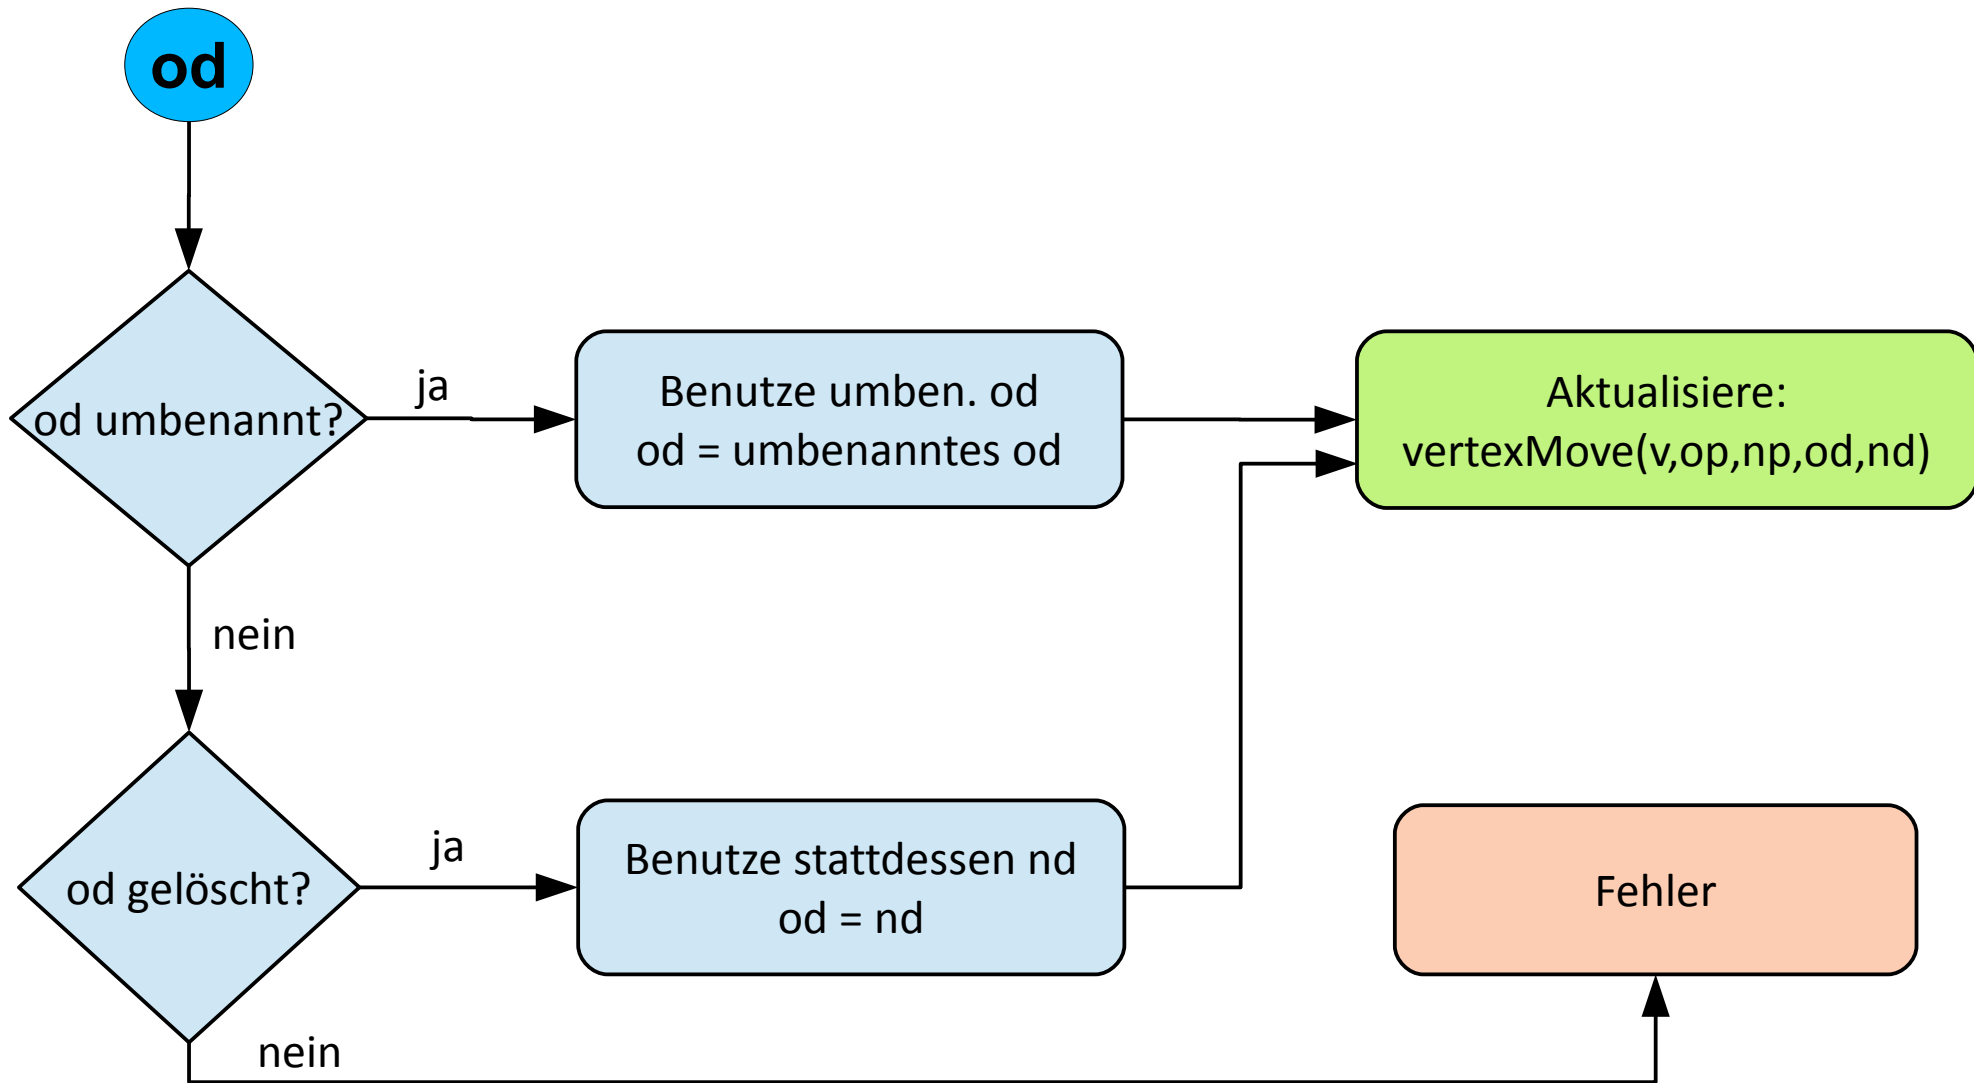 od
od umbenannt?
ja
Benutze umben. od
od = umbenanntes od
Aktualisiere:
vertexMove(v,op,np,od,nd)
nein
od gelöscht?
ja
Benutze stattdessen nd
od = nd
Fehler
nein